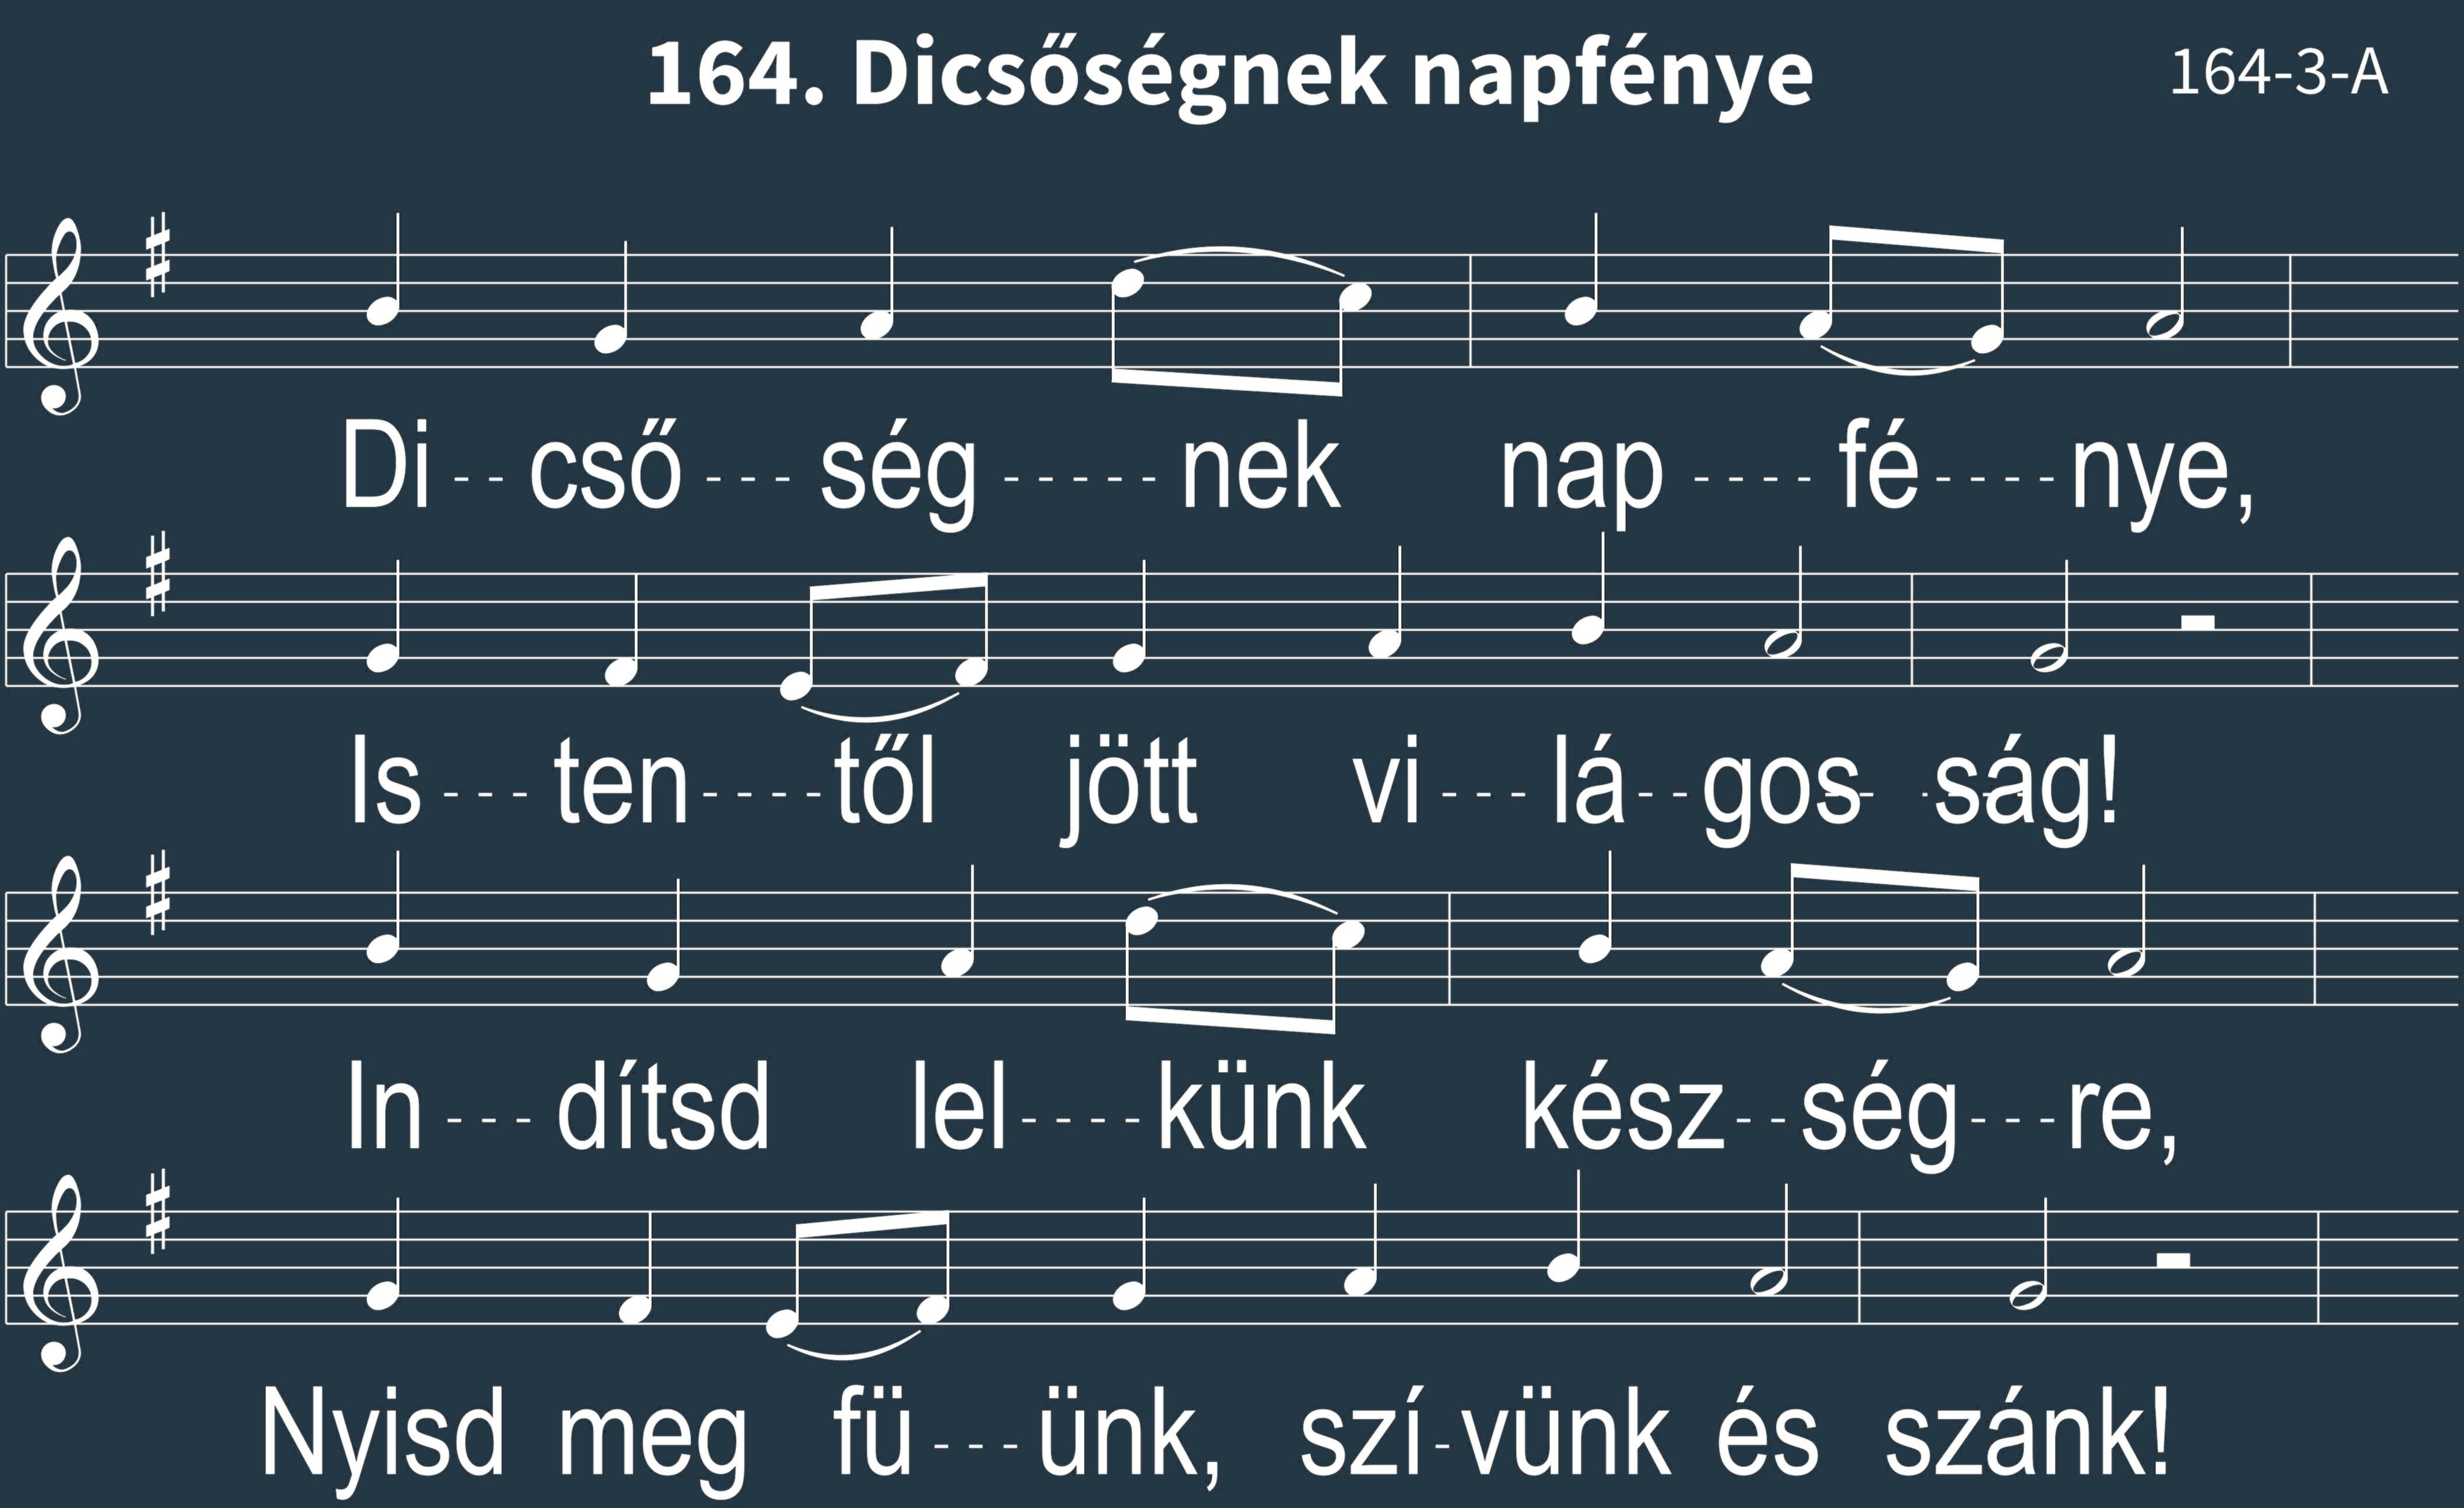 164. Dicsőségnek napfénye 164-3-A
Di - - cső - - - ség - - - - - nek nap - - - - fé - - - - nye,
Is - - - ten - - - - től jött vi - - - lá - - gos - - - ság!
In - - - dítsd lel - - - - künk kész - - ség - - - re,
Nyisd meg fü - - - ünk, szí - vünk és szánk!